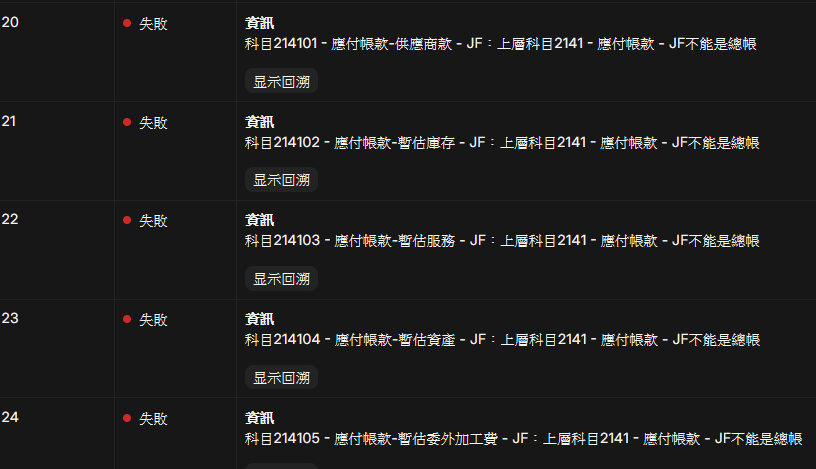 20
失敗
資訊
科目214101 - 應付帳款-供應商款 - JF：上層科目2141 - 應付帳款 - JF不能是總帳
显示回溯
21
失敗
資訊
科目214102 - 應付帳款-暫估庫存 - JF：上層科目2141 - 應付帳款 - JF不能是總帳
显示回溯
22
失敗
資訊
科目214103 - 應付帳款-暫估服務 - JF：上層科目2141 - 應付帳款 - JF不能是總帳
显示回溯
23
失敗
資訊
科目214104 - 應付帳款-暫估資產 - JF：上層科目2141 - 應付帳款 - JF不能是總帳
显示回溯
24
失敗
資訊
科目214105 - 應付帳款-暫估委外加工費 - JF：上層科目2141 - 應付帳款 - JF不能是總帳